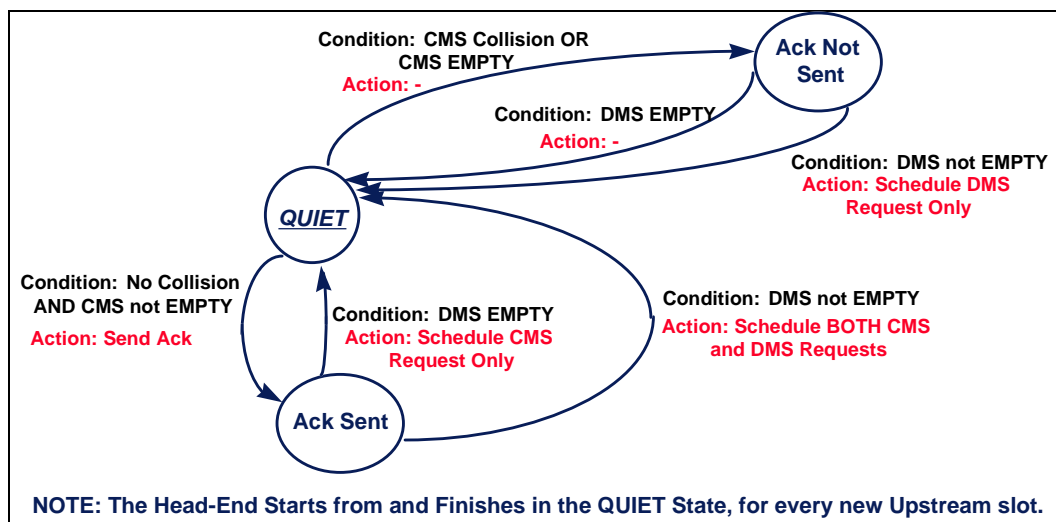 Condition: CMS Collision OR
CMS EMPTY
Action: -
Ack Not
Sent
Condition: DMS EMPTY
Action: -
Condition: DMS not EMPTY
Action: Schedule DMS
Request Only
QUIET
Condition: No Collision
AND CMS not EMPTY
Action: Send Ack
Condition: DMS EMPTY
Action: Schedule CMS
Request Only
Condition: DMS not EMPTY
Action: Schedule BOTH CMS
and DMS Requests
Ack Sent
NOTE: The Head-End Starts from and Finishes in the QUIET State, for every new Upstream slot.